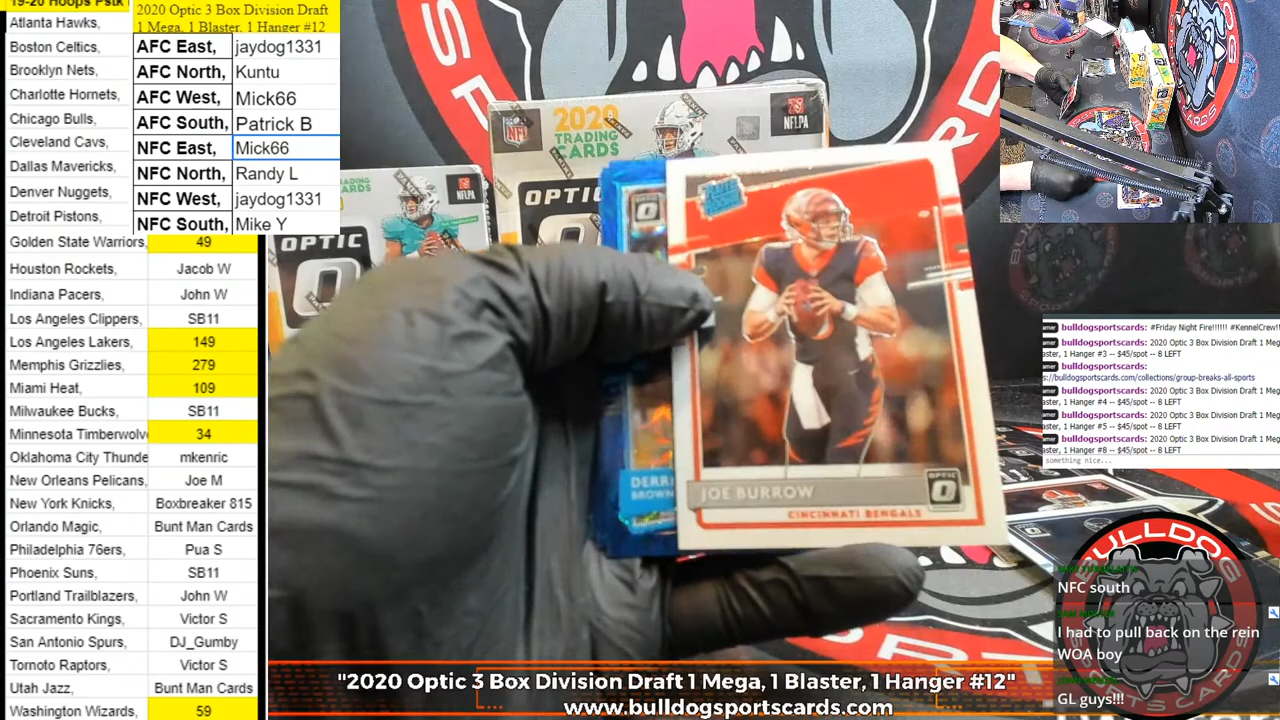 19-20 Hoops Pstk
Atlanta Hawks,
Boston Celtics,
Brooklyn Nets,
Charlotte Hornets,
Chicago Bulls,
Cleveland Cavs,
Dallas Mavericks,
Denver Nuggets,
Detroit Pistons,
Golden State Warriors, 49
Houston Rockets, Jacob W
Indiana Pacers, John W
Los Angeles Clippers, SB11
Los Angeles Lakers, 149
Memphis Grizzlies, 279
Miami Heat, 109
Milwaukee Bucks, SB11
Minnesota Timberwolv 34
Oklahoma City Thunde mkenric
New Orleans Pelicans, Joe M
New York Knicks, Boxbreaker 815
Orlando Magic, Bunt Man Cards
Philadelphia 76ers, Pua S
Phoenix Suns, SB11
Portland Trailblazers, John W
Sacramento Kings, Victor S
San Antonio Spurs, DJ_Gumby
Tornoto Raptors, Victor S
Utah Jazz, Bunt Man Cards
Washington Wizards, 59
2020 Optic 3 Box Division Draft
1 Mega, 1 Blaster, 1 Hanger #12
AFC East, jaydog1331
AFC North, Kuntu
AFC West, Mick66
AFC South, Patrick B
NFC East, Mick66
NFC North, Randy L
NFC West, jaydog1331
NFC South, Mike Y
NFL
2020
TRADING
CARDS
NFL
NFLPA
OPTIC
TRADING
CARDS
NFL
NFLPA
OPTIC
DERRI
BROWN
JOE BURROW
CINCINNATI BENGALS
bulldogsportscards: #Friday Night Fire!!!!!! #KennelCrew!!
bulldogsportscards: 2020 Optic 3 Box Division Draft 1 Meg
aster, 1 Hanger #3 -- $45/spot -- 8 LEFT
bulldogsportscards:
s://bulldogsportscards.com/collections/group-breaks-all-sports
bulldogsportscards: 2020 Optic 3 Box Division Draft 1 Meg
aster, 1 Hanger #4 -- $45/spot -- 8 LEFT
bulldogsportscards: 2020 Optic 3 Box Division Draft 1 Meg
aster, 1 Hanger #5 -- $45/spot -- 8 LEFT
bulldogsportscards: 2020 Optic 3 Box Division Draft 1 Meg
aster, 1 Hanger #8 -- $45/spot -- 8 LEFT
something nice...
BULLDOG
SPORTSCARDS
NFC south
I had to pull back on the rein
WOA boy
GL guys!!!
"2020 Optic 3 Box Division Draft 1 Mega, 1 Blaster, 1 Hanger #12"
www.bulldogsportscards.com